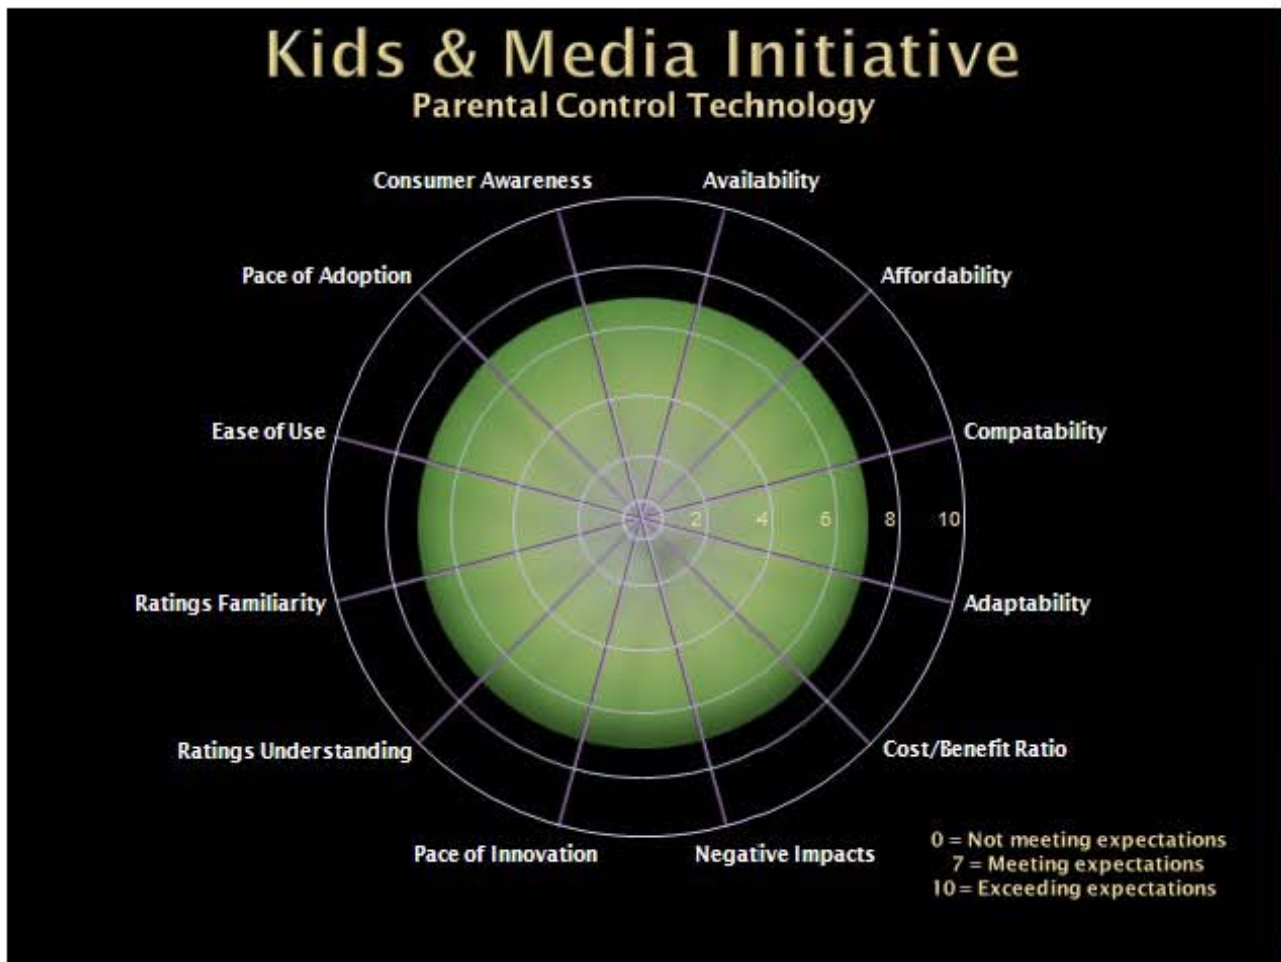 Kids & Media Initiative
Parental Control Technology
Consumer Awareness
Availability
Pace of Adoption
Affordability
Ease of Use
Compatability
2 4 6 8 10
Ratings Familiarity
Adaptability
Ratings Understanding
Cost/Benefit Ratio
Pace of Innovation
Negative Impacts
0 = Not meeting expectations
7 = Meeting expectations
10 = Exceeding expectations